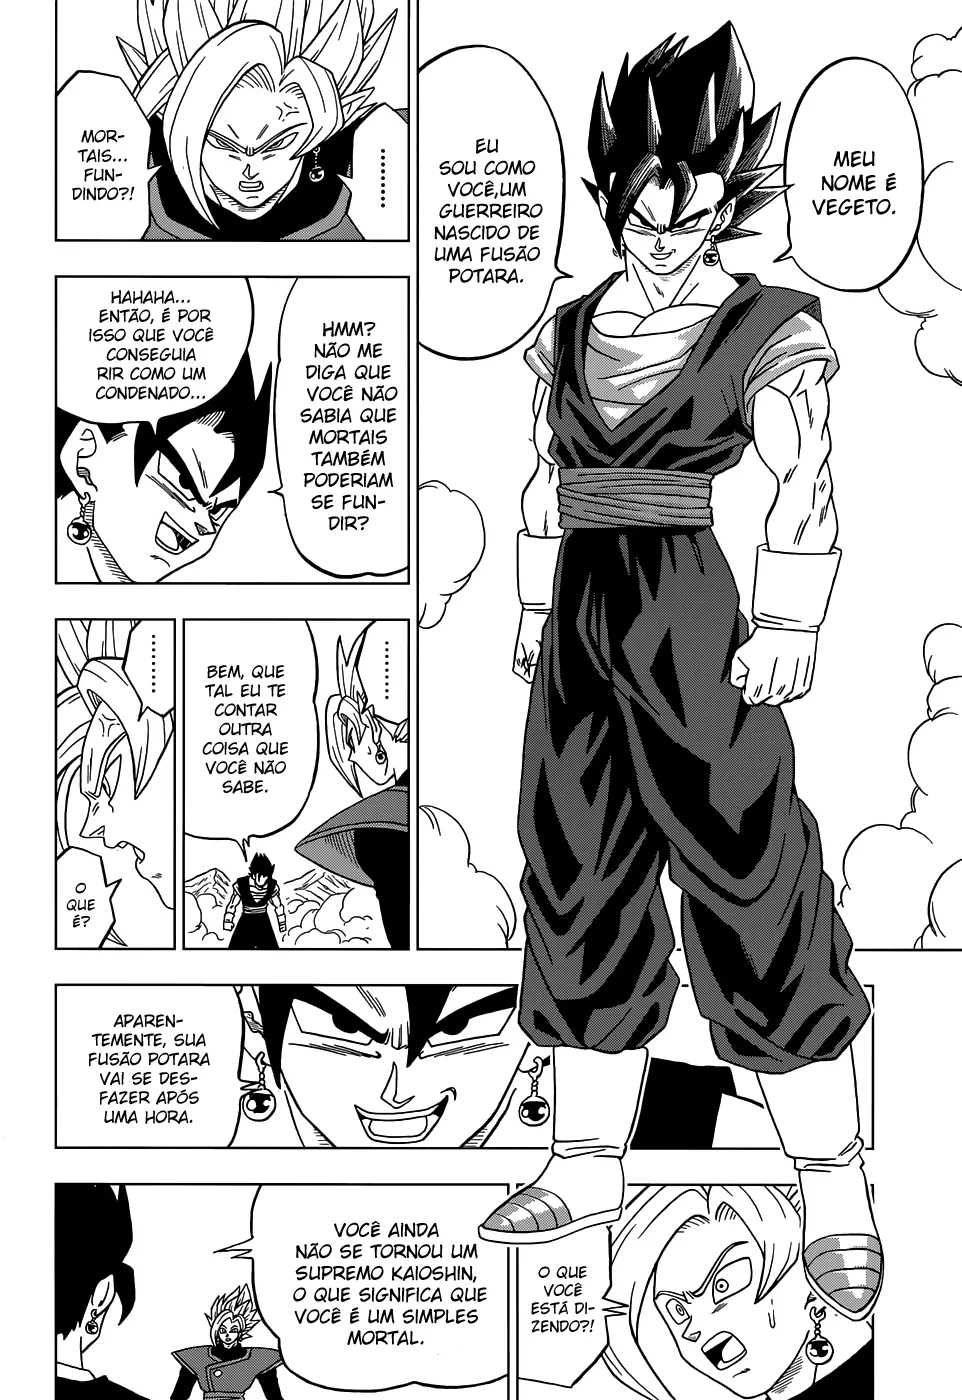 MEU
NOME É
VEGETO.
EU
SOU COMO
VOCÊ,UM
GUERREIRO
NASCIDO DE
UMA FUSÃO
POTARA.
........
MOR-
TAIS...
FUN-
DINDO?!
HMM?
NÃO ME
DIGA QUE
VOCÊ NÃO
SABIA QUE
MORTAIS
TAMBÉM
PODERIAM
SE FUN-
DIR?
HAHAHA...
ENTÃO, É POR
ISSO QUE VOCÊ
CONSEGUIA
RIR COMO UM
CONDENADO...
........
BEM, QUE
TAL EU TE
CONTAR
OUTRA
COISA QUE
VOCÊ NÃO
SABE.
........
O
QUE
É?
APAREN-
TEMENTE, SUA
FUSÃO POTARA
VAI SE DES-
FAZER APÓS
UMA HORA.
O QUE
VOCÊ
ESTÁ DI-
ZENDO?!
VOCÊ AINDA
NÃO SE TORNOU UM
SUPREMO KAIOSHIN,
O QUE SIGNIFICA QUE
VOCÊ É UM SIMPLES
MORTAL.